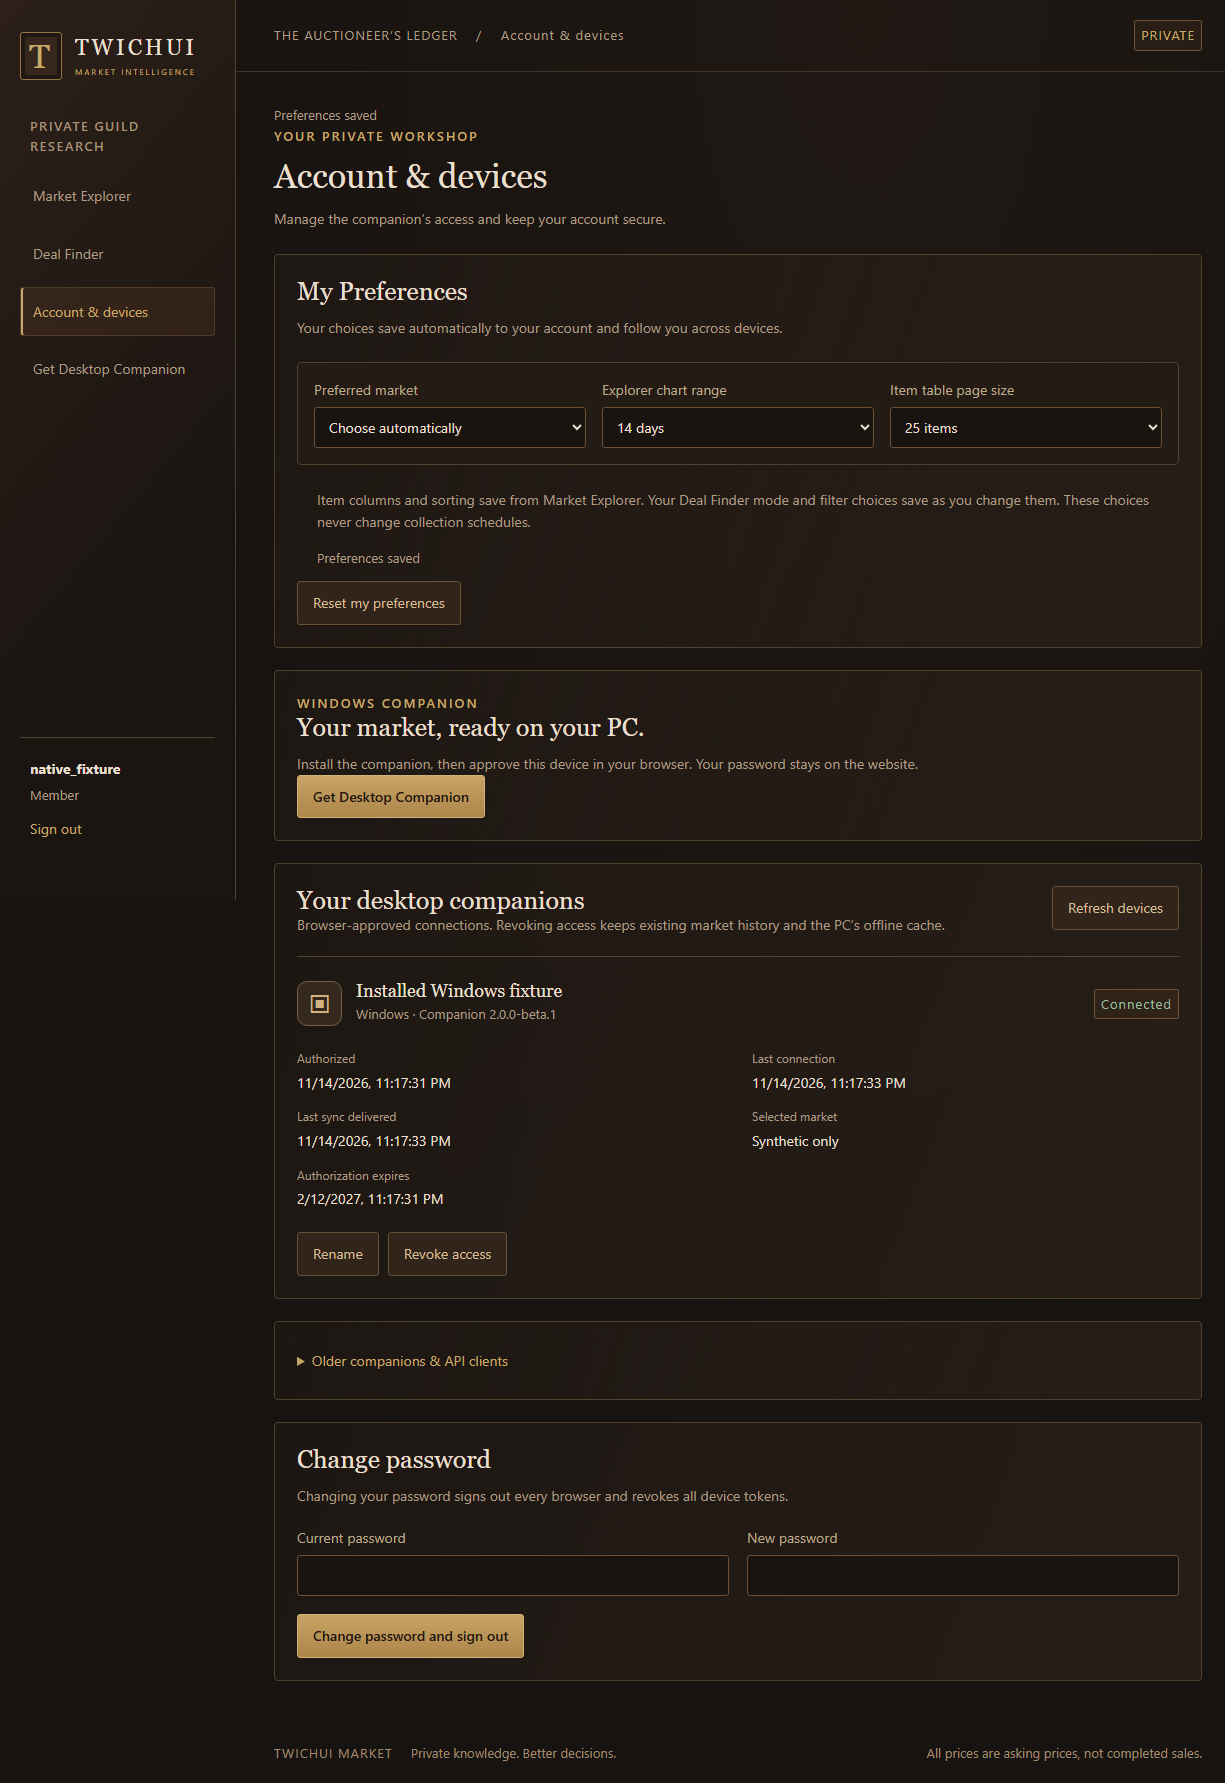 T
TWICHUI
MARKET INTELLIGENCE
PRIVATE GUILD
RESEARCH
Market Explorer
Deal Finder
Account & devices
Get Desktop Companion
native_fixture
Member
Sign out
THE AUCTIONEER'S LEDGER / Account & devices
PRIVATE
Preferences saved
YOUR PRIVATE WORKSHOP
Account & devices
Manage the companion's access and keep your account secure.
My Preferences
Your choices save automatically to your account and follow you across devices.
Preferred market
Choose automatically
Explorer chart range
14 days
Item table page size
25 items
Item columns and sorting save from Market Explorer. Your Deal Finder mode and filter choices save as you change them. These choices
never change collection schedules.
Preferences saved
Reset my preferences
WINDOWS COMPANION
Your market, ready on your PC.
Install the companion, then approve this device in your browser. Your password stays on the website.
Get Desktop Companion
Your desktop companions
Browser-approved connections. Revoking access keeps existing market history and the PC's offline cache.
Refresh devices
Installed Windows fixture
Windows · Companion 2.0.0-beta.1
Connected
Authorized
11/14/2026, 11:17:31 PM
Last connection
11/14/2026, 11:17:33 PM
Last sync delivered
11/14/2026, 11:17:33 PM
Selected market
Synthetic only
Authorization expires
2/12/2027, 11:17:31 PM
Rename
Revoke access
Older companions & API clients
Change password
Changing your password signs out every browser and revokes all device tokens.
Current password
New password
Change password and sign out
TWICHUI MARKET Private knowledge. Better decisions.
All prices are asking prices, not completed sales.